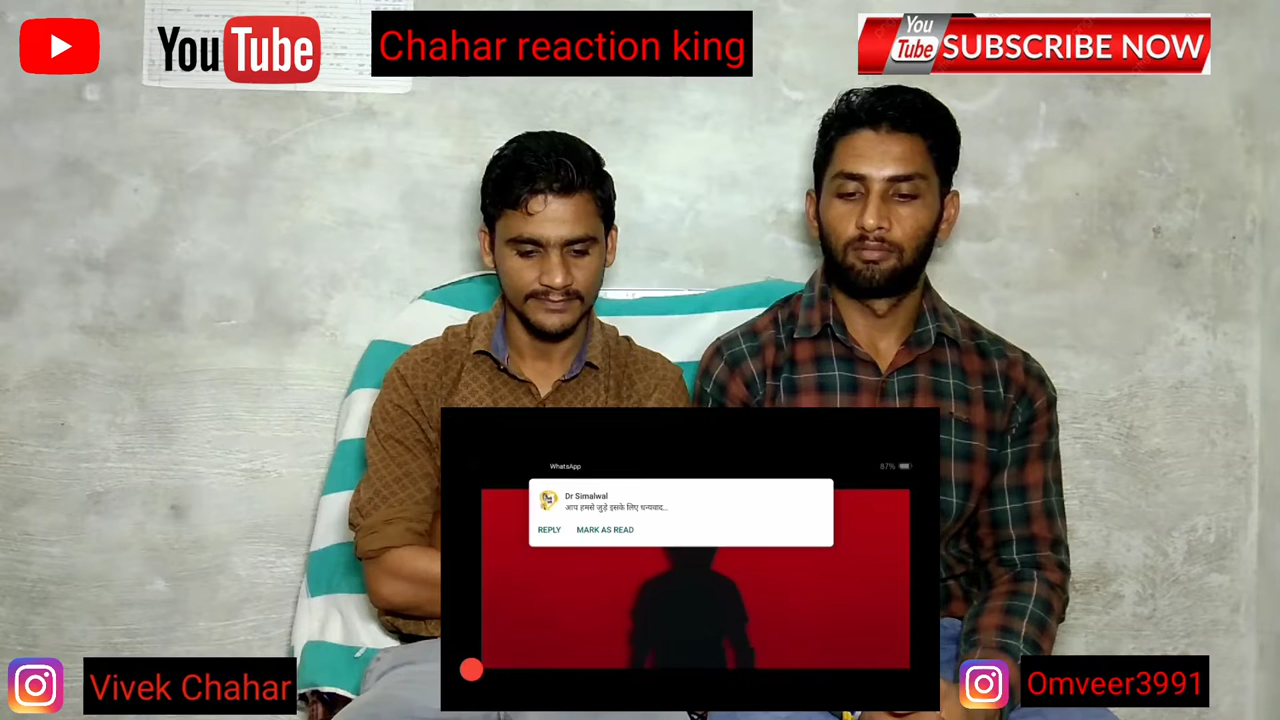 YouTube
Chahar reaction king
You
Tube
SUBSCRIBE NOW
WhatsApp
87%
Dr Simalwal
आप हमसे जुड़े इसके लिए धन्यवाद...
REPLY MARK AS READ
Vivek Chahar
Omveer3991